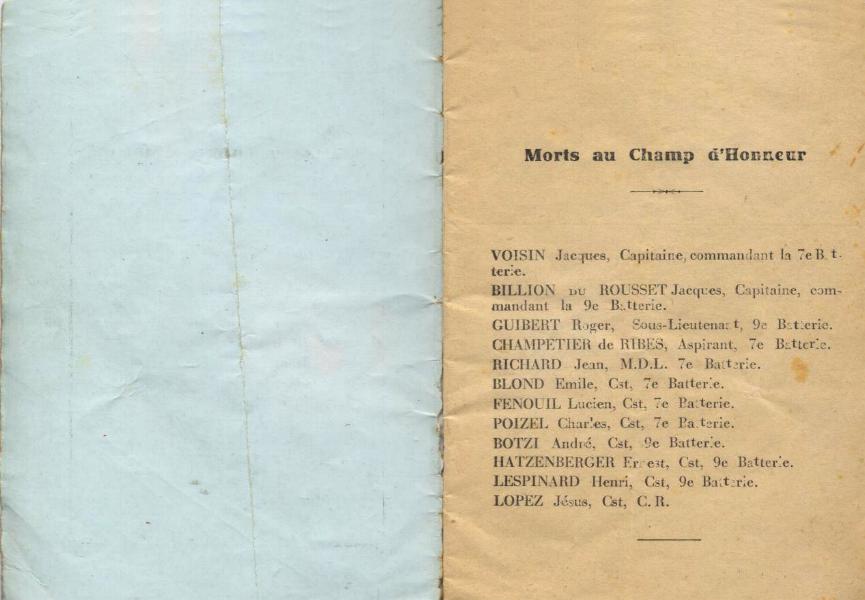 Morts au Champ d'Honneur
VOISIN Jacques, Capitaine, commandant la 7e Bat-
terie.
BILLION DU ROUSSET Jacques, Capitaine, com-
mandant la 9e Batterie.
GUIBERT Roger, Sous-Lieutenant, 9e Batterie.
CHAMPETIER de RIBES, Aspirant, 7e Batterie.
RICHARD Jean, M.D.L. 7e Batterie.
BLOND Emile, Cst, 7e Batterie.
FENOUIL Lucien, Cst, 7e Batterie.
POIZEL Charles, Cst, 7e Batterie.
BOTZI André, Cst, 9e Batterie.
HATZENBERGER Ernest, Cst, 9e Batterie.
LESPINARD Henri, Cst, 9e Batterie.
LOPEZ Jésus, Cst, C.R.